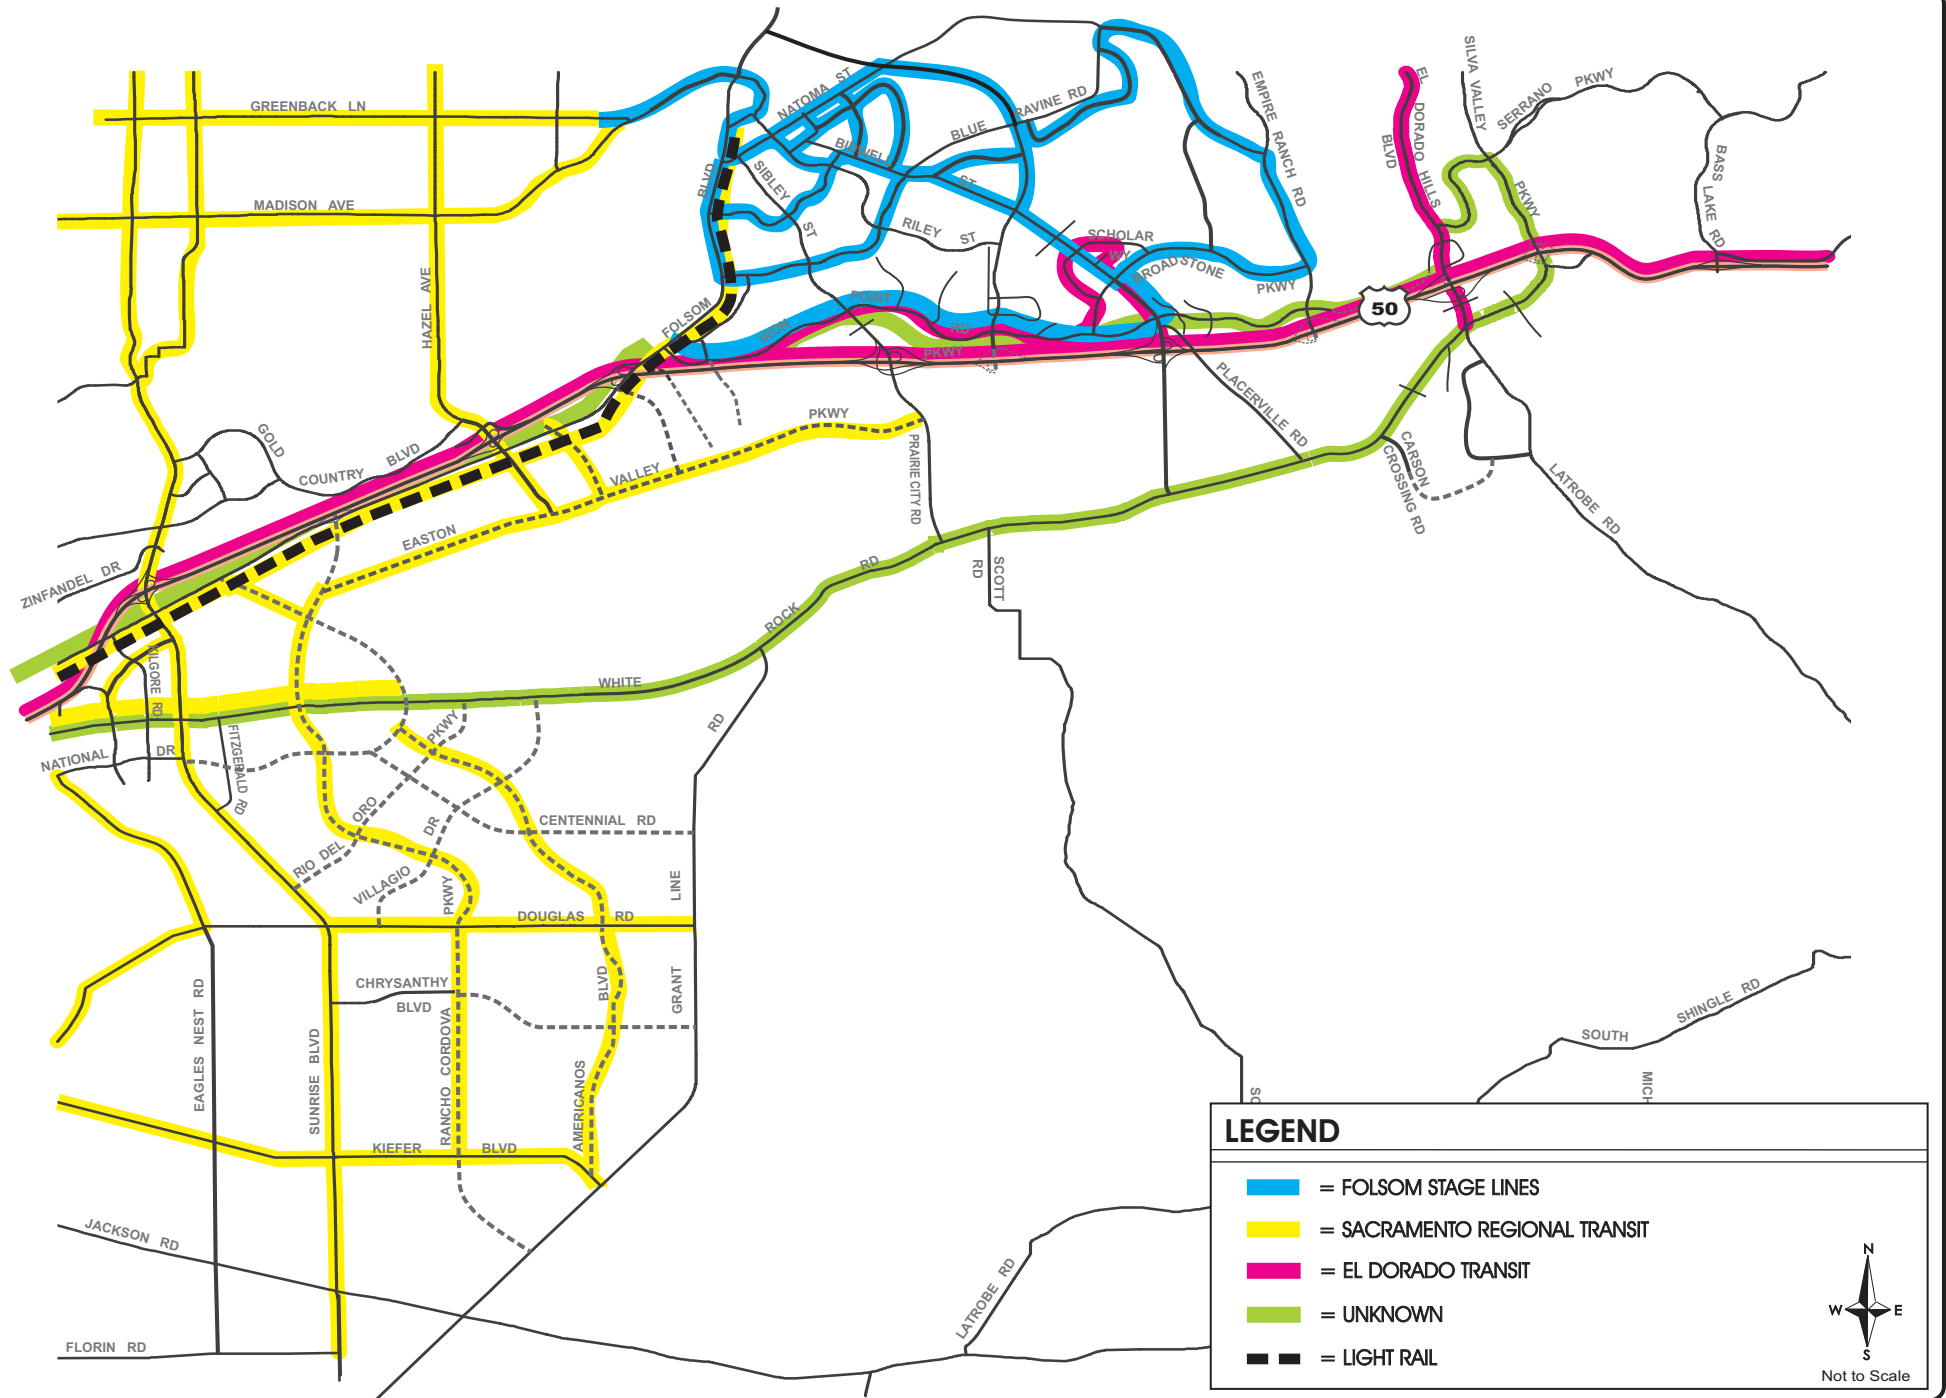 GREENBACK LN
MADISON AVE
HAZEL AVE
NATOMA ST
BLUE RAVINE RD
BIDWELL ST
BLVD
SIBLEY ST
RILEY ST
FOLSOM
SCHOLAR WY
BROADSTONE PKWY
EMPIRE RANCH RD
EL DORADO HILLS BLVD
SILVA VALLEY PKWY
SERRANO PKWY
BASS LAKE RD
50
IRON POINT RD
PKWY
PLACERVILLE RD
GOLD COUNTRY BLVD
EASTON VALLEY PKWY
PRAIRIE CITY RD
CARSON CROSSING RD
LATROBE RD
ZINFANDEL DR
KILGORE RD
WHITE ROCK RD
SCOTT RD
NATIONAL DR
FITZGERALD RD
RIO DEL ORO PKWY
VILLAGIO DR
CENTENNIAL RD
DOUGLAS RD
GRANT LINE RD
CHRYSANTHY BLVD
EAGLES NEST RD
SUNRISE BLVD
RANCHO CORDOVA PKWY
AMERICANOS BLVD
KIEFER BLVD
JACKSON RD
FLORIN RD
LATROBE RD
SOUTH SHINGLE RD
MICH
LEGEND
= FOLSOM STAGE LINES
= SACRAMENTO REGIONAL TRANSIT
= EL DORADO TRANSIT
= UNKNOWN
= LIGHT RAIL
N
W E
S
Not to Scale